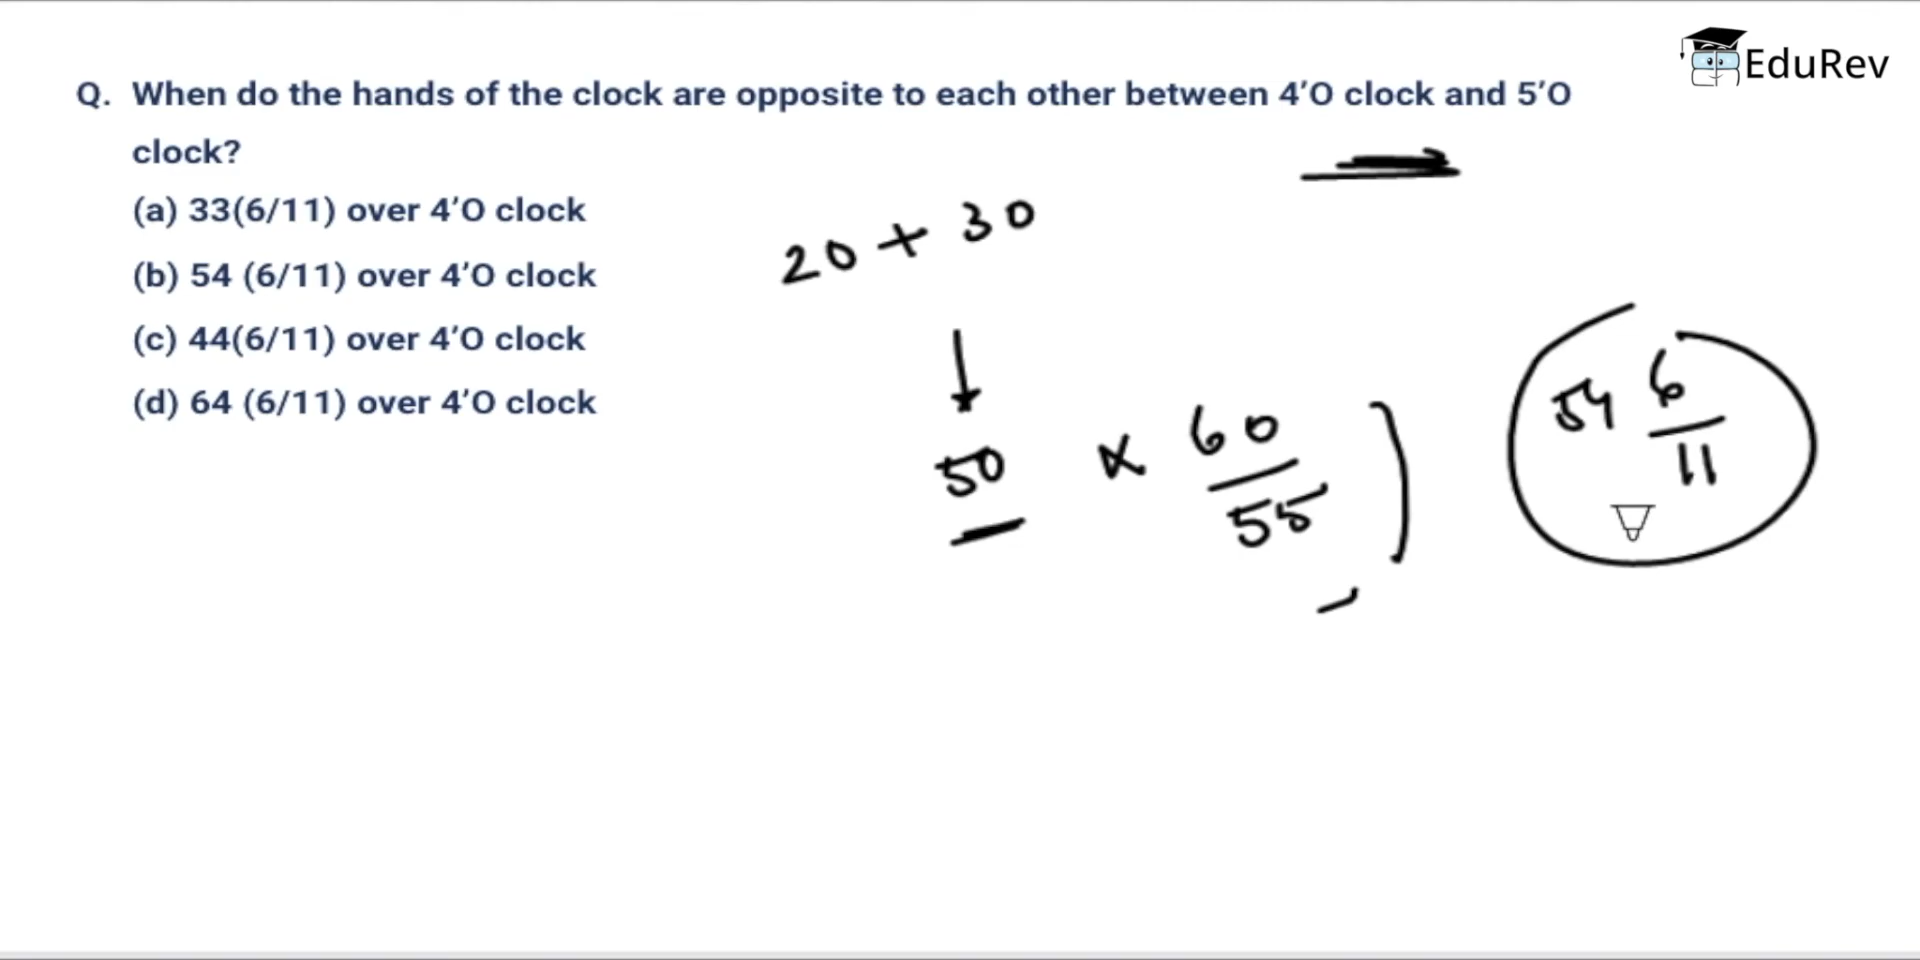 EduRev
Q. When do the hands of the clock are opposite to each other between 4’O clock and 5’O
clock?
(a) 33(6/11) over 4’O clock
(b) 54 (6/11) over 4’O clock
(c) 44(6/11) over 4’O clock
(d) 64 (6/11) over 4’O clock
20 + 30
50 × 60/55
54 6/11